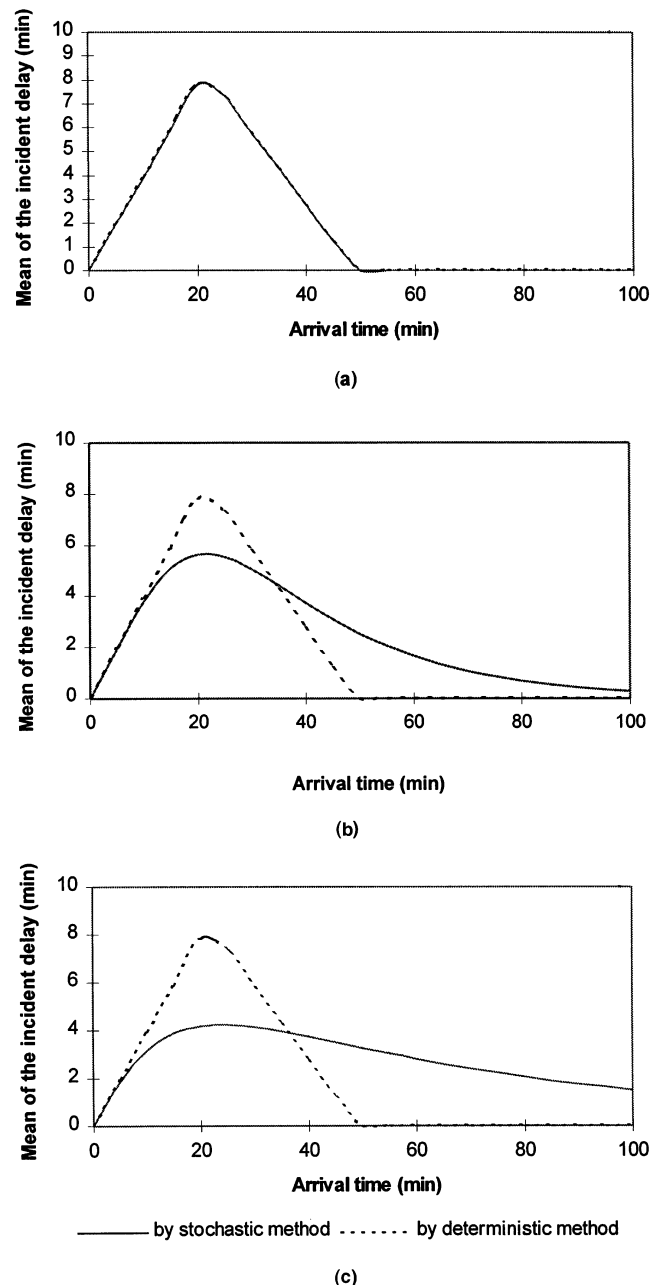 Mean of the incident delay (min)
10
9
8
7
6
5
4
3
2
1
0
0 20 40 60 80 100
Arrival time (min)
(a)
Mean of the incident delay (min)
10
8
6
4
2
0
0 20 40 60 80 100
Arrival time (min)
(b)
Mean of the incident delay (min)
10
8
6
4
2
0
0 20 40 60 80 100
Arrival time (min)
by stochastic method by deterministic method
(c)